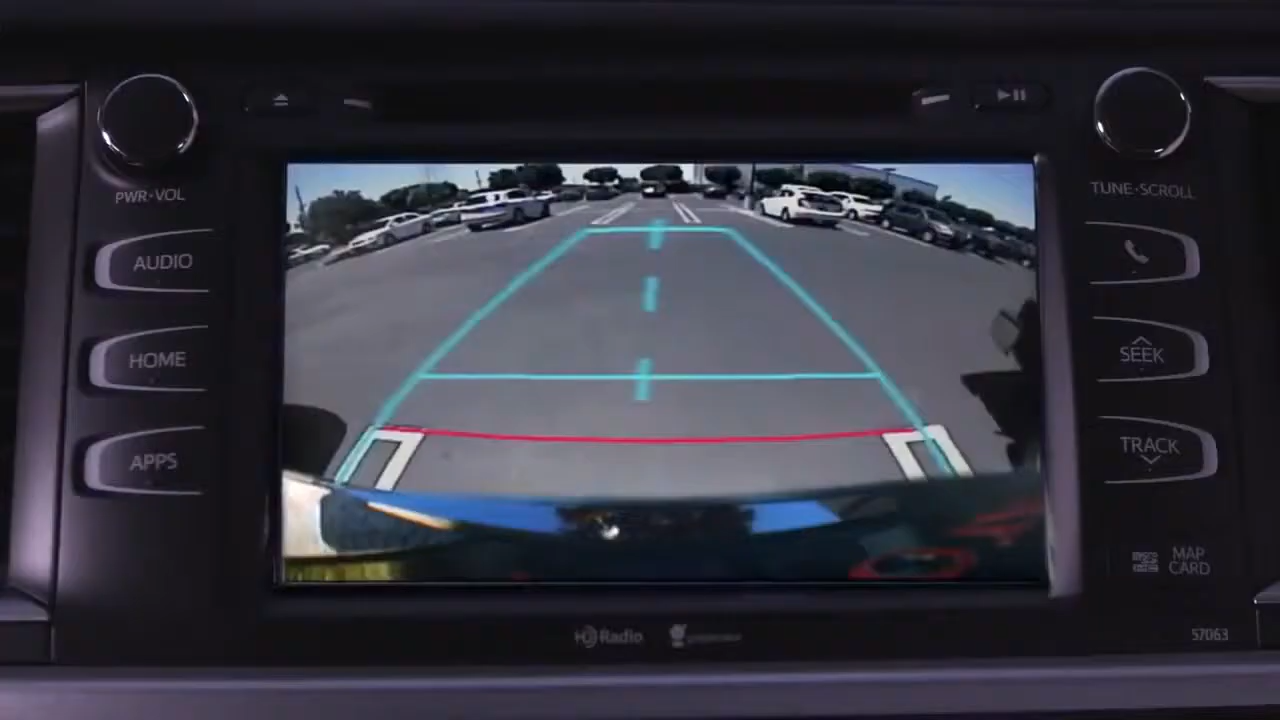 PWR•VOL
AUDIO
HOME
APPS
TUNE•SCROLL
SEEK
TRACK
MAP
CARD
HD Radio
57063